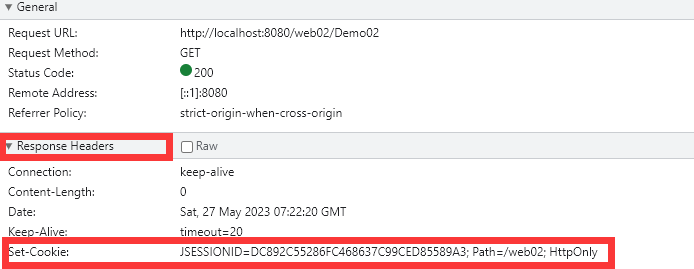 ▼ General
Request URL: http://localhost:8080/web02/Demo02
Request Method: GET
Status Code: 200
Remote Address: [::1]:8080
Referrer Policy: strict-origin-when-cross-origin
▼ Response Headers Raw
Connection: keep-alive
Content-Length: 0
Date: Sat, 27 May 2023 07:22:20 GMT
Keep-Alive: timeout=20
Set-Cookie: JSESSIONID=DC892C55286FC468637C99CED85589A3; Path=/web02; HttpOnly